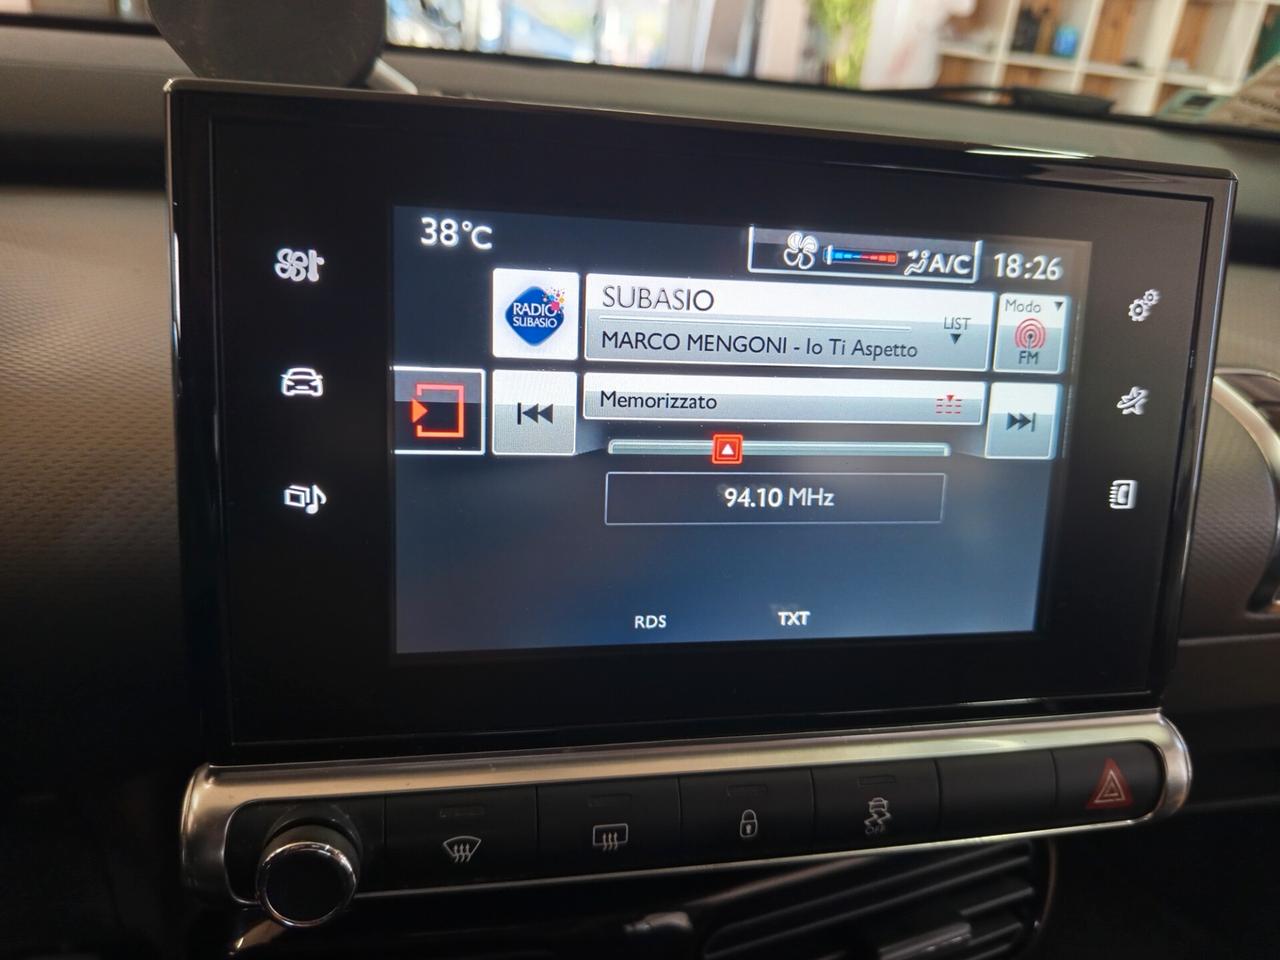 38°C
A/C
18:26
RADIO
SUBASIO
SUBASIO
LIST
MARCO MENGONI - Io Ti Aspetto
Modo
FM
Memorizzato
94.10 MHz
RDS
TXT
OFF